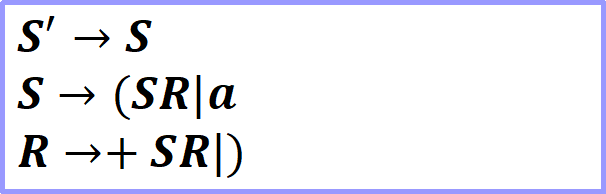 S′ → S
S → (SR|a
R →+ SR|)